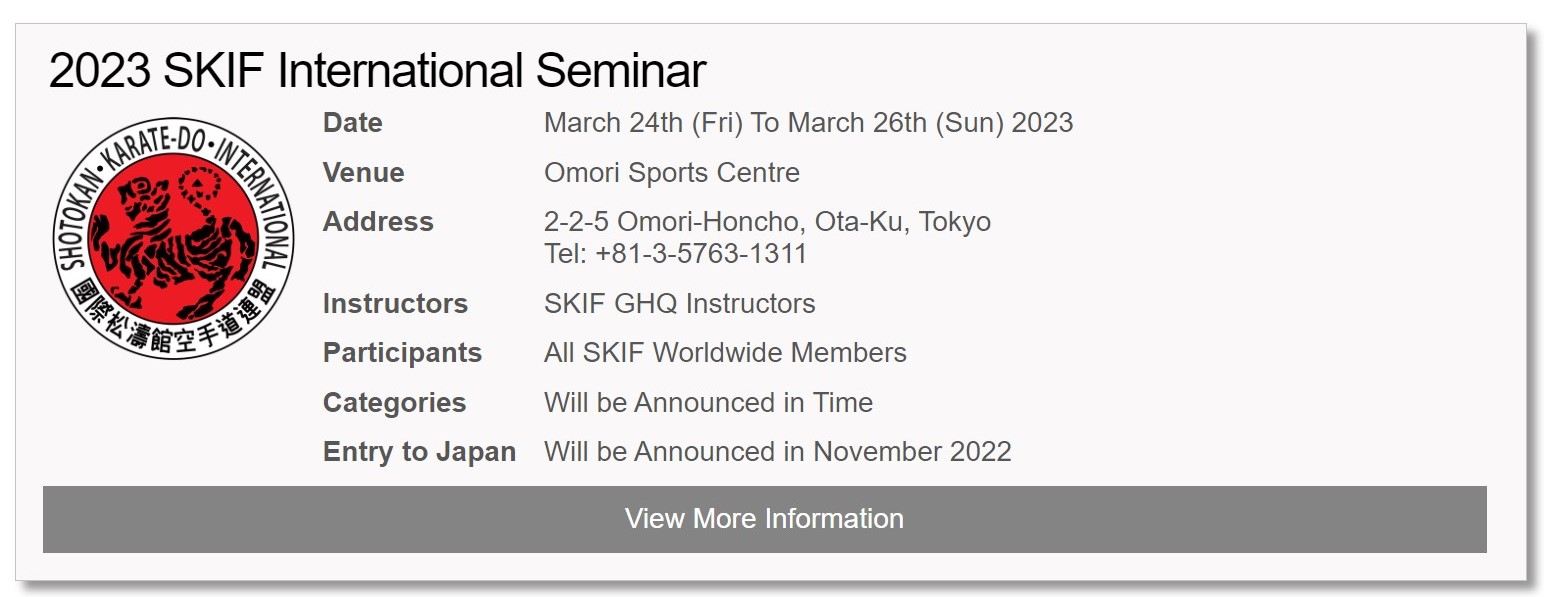 2023 SKIF International Seminar
SHOTOKAN・KARATE-DO・INTERNATIONAL
國際松濤館空手道連盟
Date March 24th (Fri) To March 26th (Sun) 2023
Venue Omori Sports Centre
Address 2-2-5 Omori-Honcho, Ota-Ku, Tokyo
Tel: +81-3-5763-1311
Instructors SKIF GHQ Instructors
Participants All SKIF Worldwide Members
Categories Will be Announced in Time
Entry to Japan Will be Announced in November 2022
View More Information